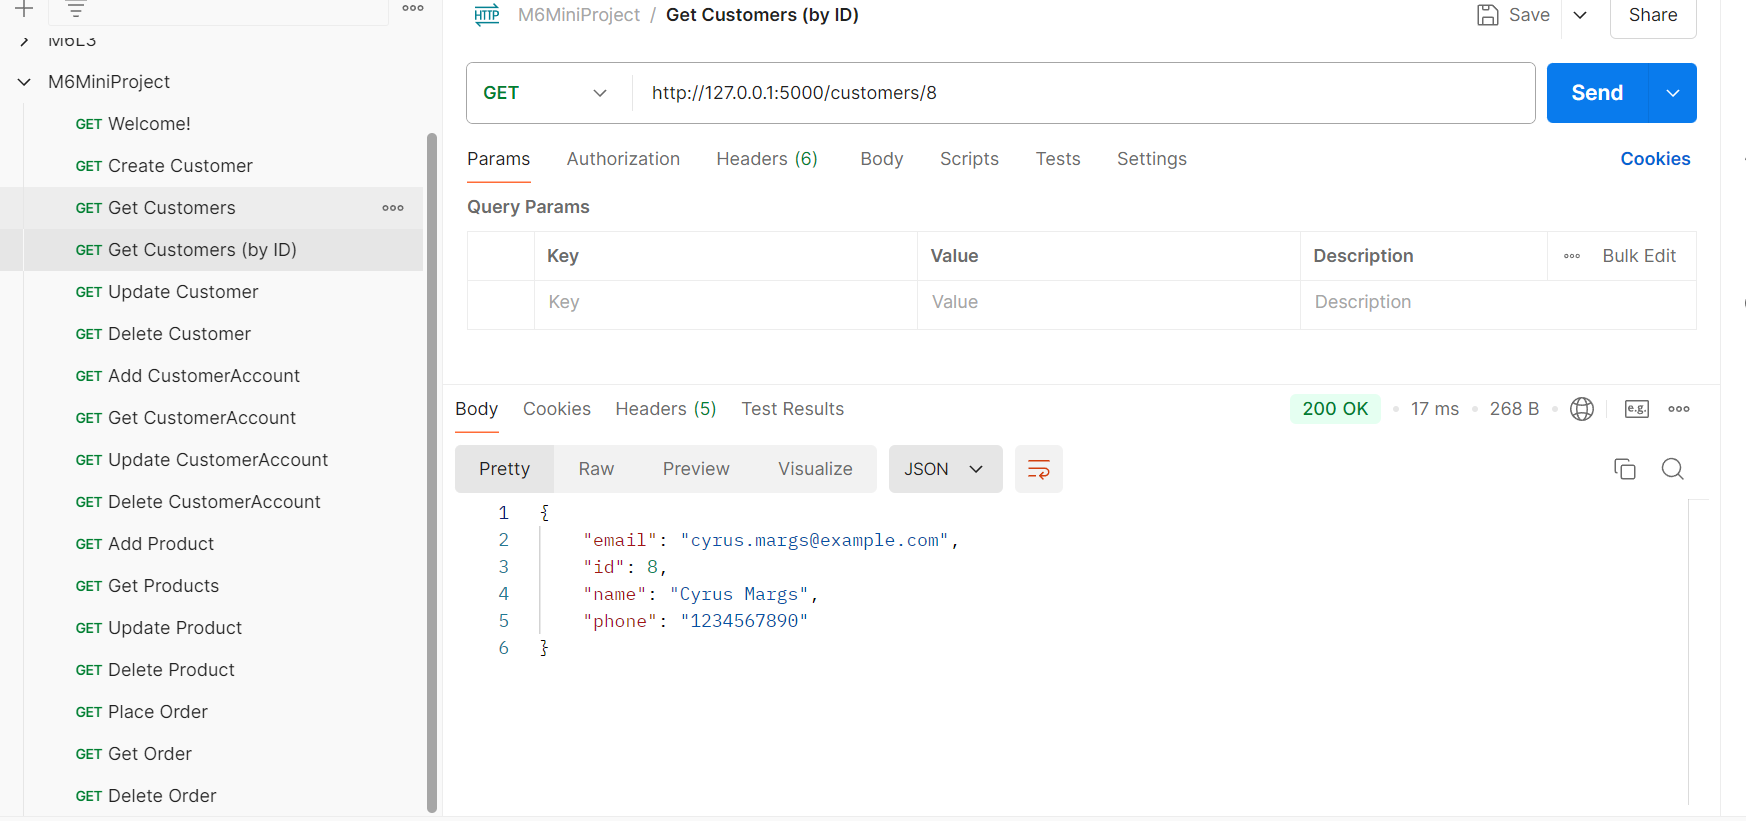 M6L3
M6MiniProject
GET Welcome!
GET Create Customer
GET Get Customers
GET Get Customers (by ID)
GET Update Customer
GET Delete Customer
GET Add CustomerAccount
GET Get CustomerAccount
GET Update CustomerAccount
GET Delete CustomerAccount
GET Add Product
GET Get Products
GET Update Product
GET Delete Product
GET Place Order
GET Get Order
GET Delete Order
HTTP M6MiniProject / Get Customers (by ID) Save Share
GET http://127.0.0.1:5000/customers/8 Send
Params Authorization Headers (6) Body Scripts Tests Settings Cookies
Query Params
Key Value Description Bulk Edit
Key Value Description
Body Cookies Headers (5) Test Results 200 OK • 17 ms • 268 B • e.g.
Pretty Raw Preview Visualize JSON
1 {
2 "email": "cyrus.margs@example.com",
3 "id": 8,
4 "name": "Cyrus Margs",
5 "phone": "1234567890"
6 }